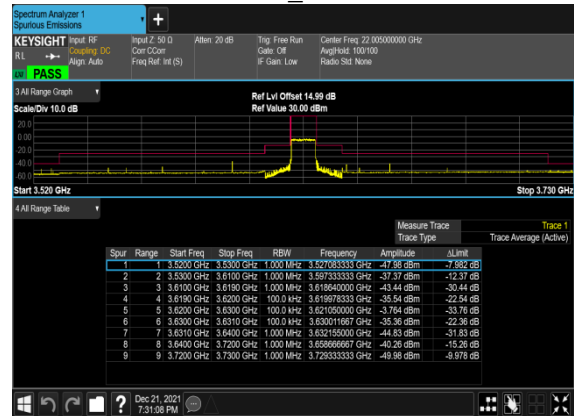 Spectrum Analyzer 1
Spurious Emissions
+
KEYSIGHT Input: RF Input Z: 50 Ω Atten: 20 dB Trig: Free Run Center Freq: 22.005000000 GHz
RL Coupling: DC Corr CCorr Gate: Off Avg|Hold: 100/100
Align: Auto Freq Ref: Int (S) IF Gain: Low Radio Std: None
LXI PASS
3 All Range Graph
Ref Lvl Offset 14.99 dB
Scale/Div 10.0 dB Ref Value 30.00 dBm
20.0
0.00
-20.0
-40.0
-60.0
Start 3.520 GHz Stop 3.730 GHz
4 All Range Table
Measure Trace Trace 1
Trace Type Trace Average (Active)
Spur Range Start Freq Stop Freq RBW Frequency Amplitude ΔLimit
1 1 3.5200 GHz 3.5300 GHz 1.000 MHz 3.527083333 GHz -47.98 dBm -7.982 dB
2 2 3.5300 GHz 3.6100 GHz 1.000 MHz 3.597333333 GHz -37.37 dBm -12.37 dB
3 3 3.6100 GHz 3.6190 GHz 1.000 MHz 3.618640000 GHz -43.44 dBm -30.44 dB
4 4 3.6190 GHz 3.6200 GHz 100.0 kHz 3.619978333 GHz -35.54 dBm -22.54 dB
5 5 3.6200 GHz 3.6300 GHz 100.0 kHz 3.621050000 GHz -3.764 dBm -33.76 dB
6 6 3.6300 GHz 3.6310 GHz 100.0 kHz 3.630011667 GHz -35.36 dBm -22.36 dB
7 7 3.6310 GHz 3.6400 GHz 1.000 MHz 3.632155000 GHz -44.83 dBm -31.83 dB
8 8 3.6400 GHz 3.7200 GHz 1.000 MHz 3.658666667 GHz -40.26 dBm -15.26 dB
9 9 3.7200 GHz 3.7300 GHz 1.000 MHz 3.729333333 GHz -49.98 dBm -9.978 dB
? Dec 21, 2021
7:31:08 PM